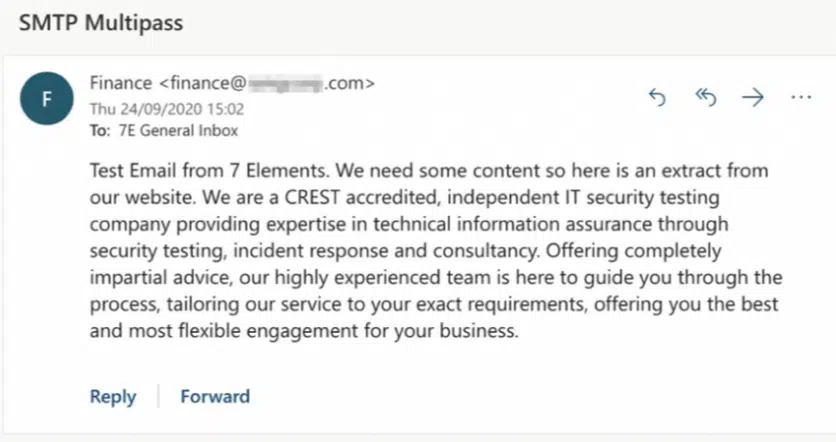 SMTP Multipass
F
Finance <finance@ .com>
Thu 24/09/2020 15:02
To: 7E General Inbox
Test Email from 7 Elements. We need some content so here is an extract from
our website. We are a CREST accredited, independent IT security testing
company providing expertise in technical information assurance through
security testing, incident response and consultancy. Offering completely
impartial advice, our highly experienced team is here to guide you through the
process, tailoring our service to your exact requirements, offering you the best
and most flexible engagement for your business.
Reply
Forward